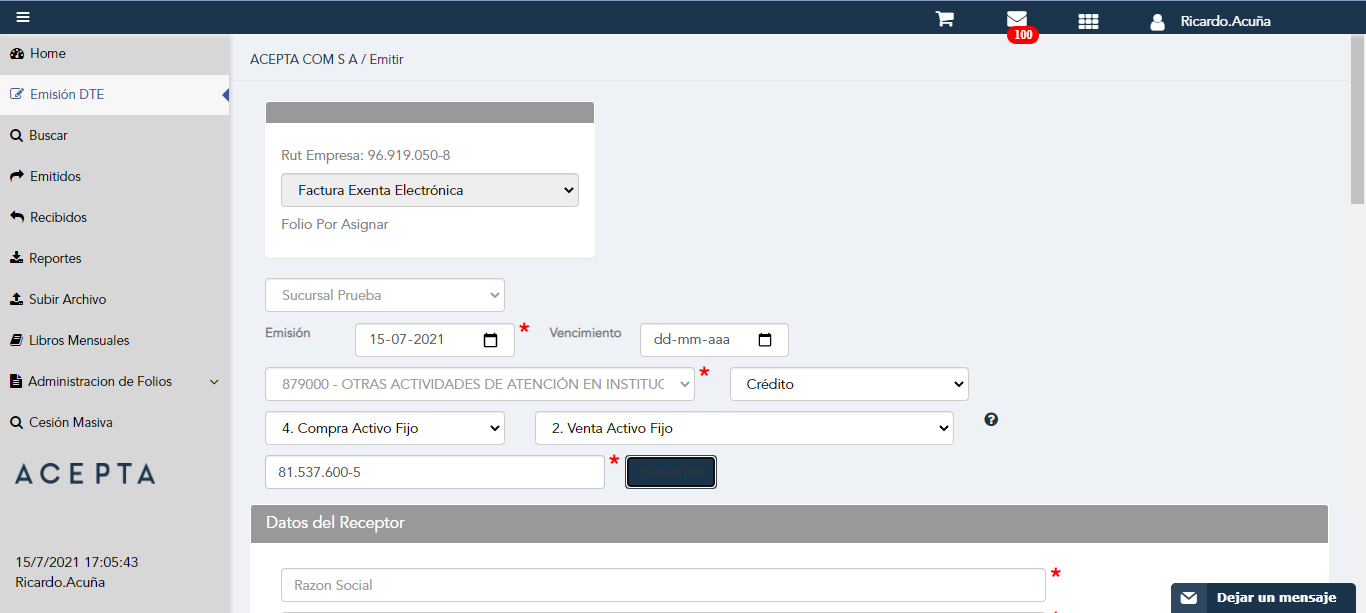 100
Ricardo.Acuña
Home
Emisión DTE
Buscar
Emitidos
Recibidos
Reportes
Subir Archivo
Libros Mensuales
Administracion de Folios
Cesión Masiva
ACEPTA
15/7/2021 17:05:43
Ricardo.Acuña
ACEPTA COM S A / Emitir
Rut Empresa: 96.919.050-8
Factura Exenta Electrónica
Folio Por Asignar
Sucursal Prueba
Emisión 15-07-2021 * Vencimiento dd-mm-aaa
879000 - OTRAS ACTIVIDADES DE ATENCIÓN EN INSTITUC * Crédito
4. Compra Activo Fijo 2. Venta Activo Fijo ?
81.537.600-5 *
Datos del Receptor
Razon Social *
Dejar un mensaje